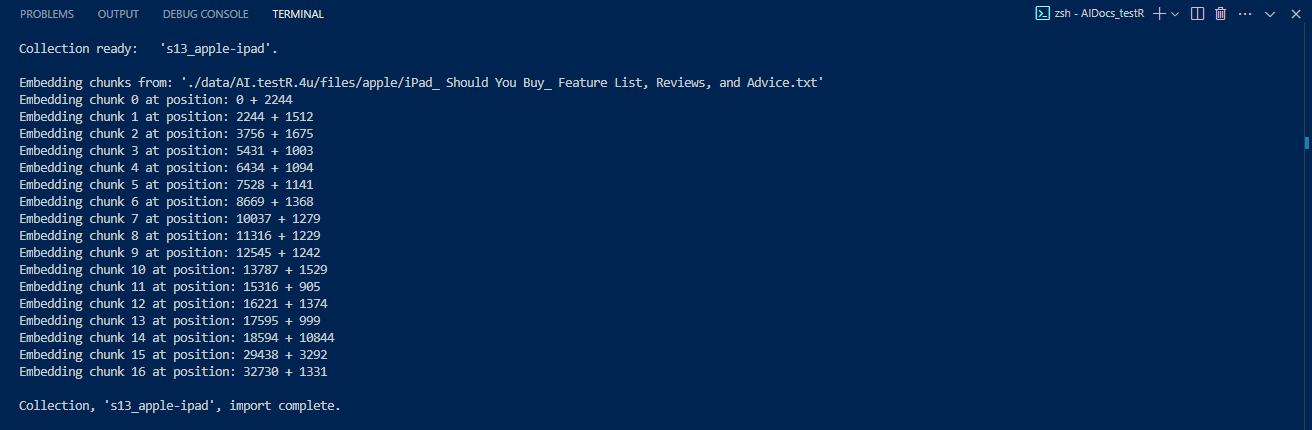 PROBLEMS OUTPUT DEBUG CONSOLE TERMINAL zsh - AIDocs_testR
Collection ready:   's13_apple-ipad'.
Embedding chunks from: './data/AI.testR.4u/files/apple/iPad_ Should You Buy_ Feature List, Reviews, and Advice.txt'
Embedding chunk 0 at position: 0 + 2244
Embedding chunk 1 at position: 2244 + 1512
Embedding chunk 2 at position: 3756 + 1675
Embedding chunk 3 at position: 5431 + 1003
Embedding chunk 4 at position: 6434 + 1094
Embedding chunk 5 at position: 7528 + 1141
Embedding chunk 6 at position: 8669 + 1368
Embedding chunk 7 at position: 10037 + 1279
Embedding chunk 8 at position: 11316 + 1229
Embedding chunk 9 at position: 12545 + 1242
Embedding chunk 10 at position: 13787 + 1529
Embedding chunk 11 at position: 15316 + 905
Embedding chunk 12 at position: 16221 + 1374
Embedding chunk 13 at position: 17595 + 999
Embedding chunk 14 at position: 18594 + 10844
Embedding chunk 15 at position: 29438 + 3292
Embedding chunk 16 at position: 32730 + 1331
Collection, 's13_apple-ipad', import complete.